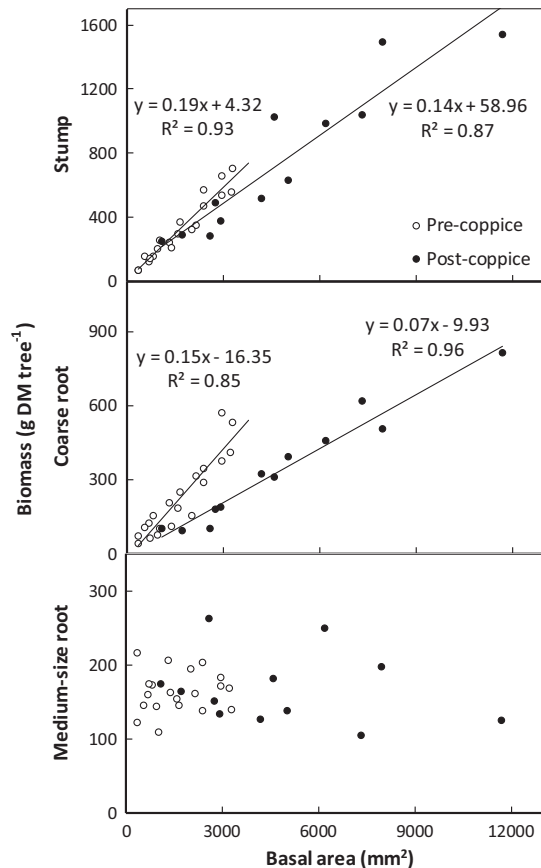 1600
1200
800
400
0
Stump
y = 0.19x + 4.32
R² = 0.93
y = 0.14x + 58.96
R² = 0.87
Pre-coppice
Post-coppice
900
600
300
0
Biomass (g DM tree⁻¹)
Coarse root
y = 0.15x - 16.35
R² = 0.85
y = 0.07x - 9.93
R² = 0.96
300
200
100
0
Medium-size root
0 3000 6000 9000 12000
Basal area (mm²)